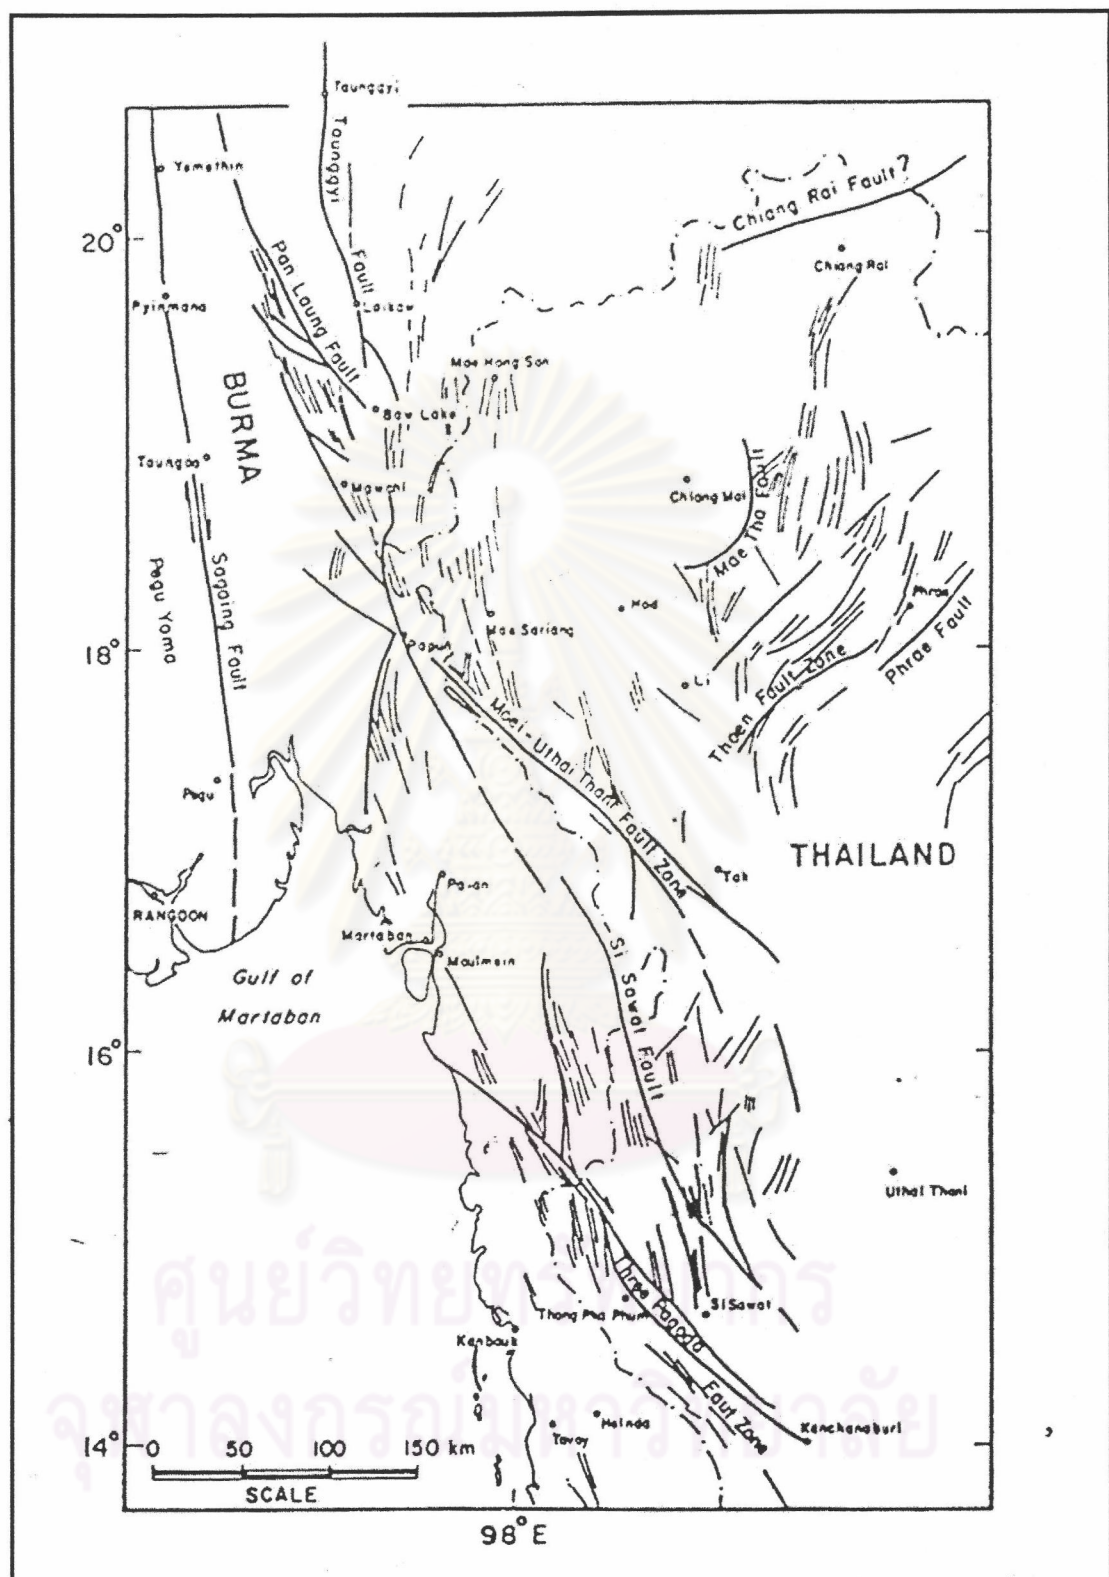 Taunggyi
Taunggyi Fault
Yamethin
20°
Pan Laung Fault
Chiang Rai Fault?
Chiang Rai
Pyinmana
Loikaw
BURMA
Mae Hong Son
Baw Lake
Taungoo
Mawchi
Chiang Mai
Mae Tha Fault
Pegu Yoma
Sagaing Fault
Phrae
Phrae Fault
Hod
Mae Sariang
18°
Papun
Li
Thoen Fault Zone
Moei-Uthai Thani Fault Zone
Pegu
THAILAND
Tak
Pa-an
RANGOON
Martaban
Moulmein
Gulf of
Martaban
Si Sawat Fault
16°
Uthai Thani
ศูนย์วิทยทรัพยากร
Three Pagoda
Faut Zone
Thong Pha Phum
Si Sawat
Kanbauk
จุฬาลงกรณ์มหาวิทยาลัย
Heinda
Tavoy
Kanchanaburi
14°
0 50 100 150 km
SCALE
98° E